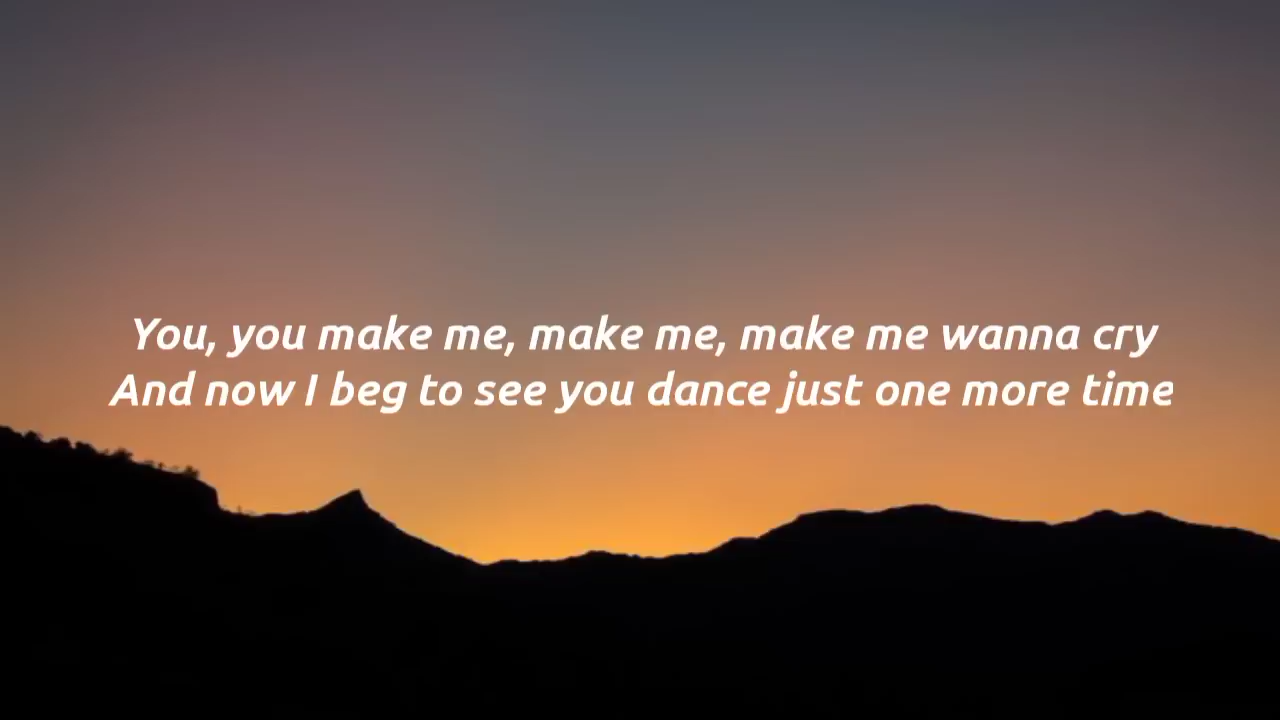 You, you make me, make me, make me wanna cry
And now I beg to see you dance just one more time